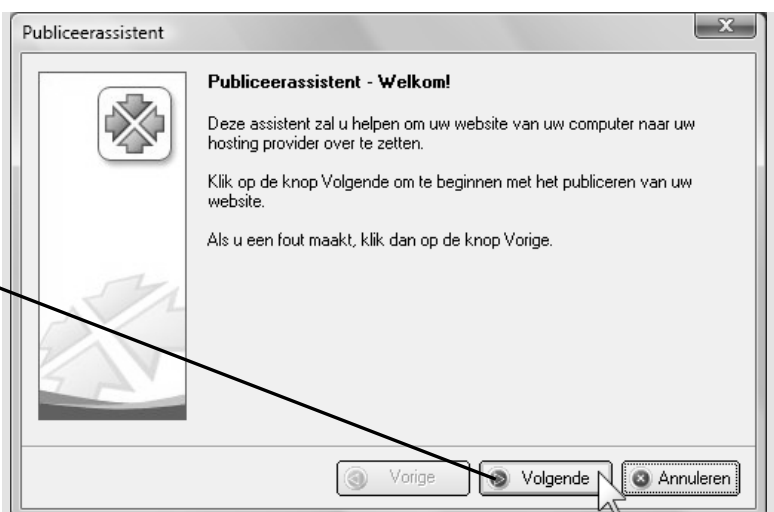 Publiceerassistent
Publiceerassistent - Welkom!
Deze assistent zal u helpen om uw website van uw computer naar uw
hosting provider over te zetten.
Klik op de knop Volgende om te beginnen met het publiceren van uw
website.
Als u een fout maakt, klik dan op de knop Vorige.
Vorige
Volgende
Annuleren